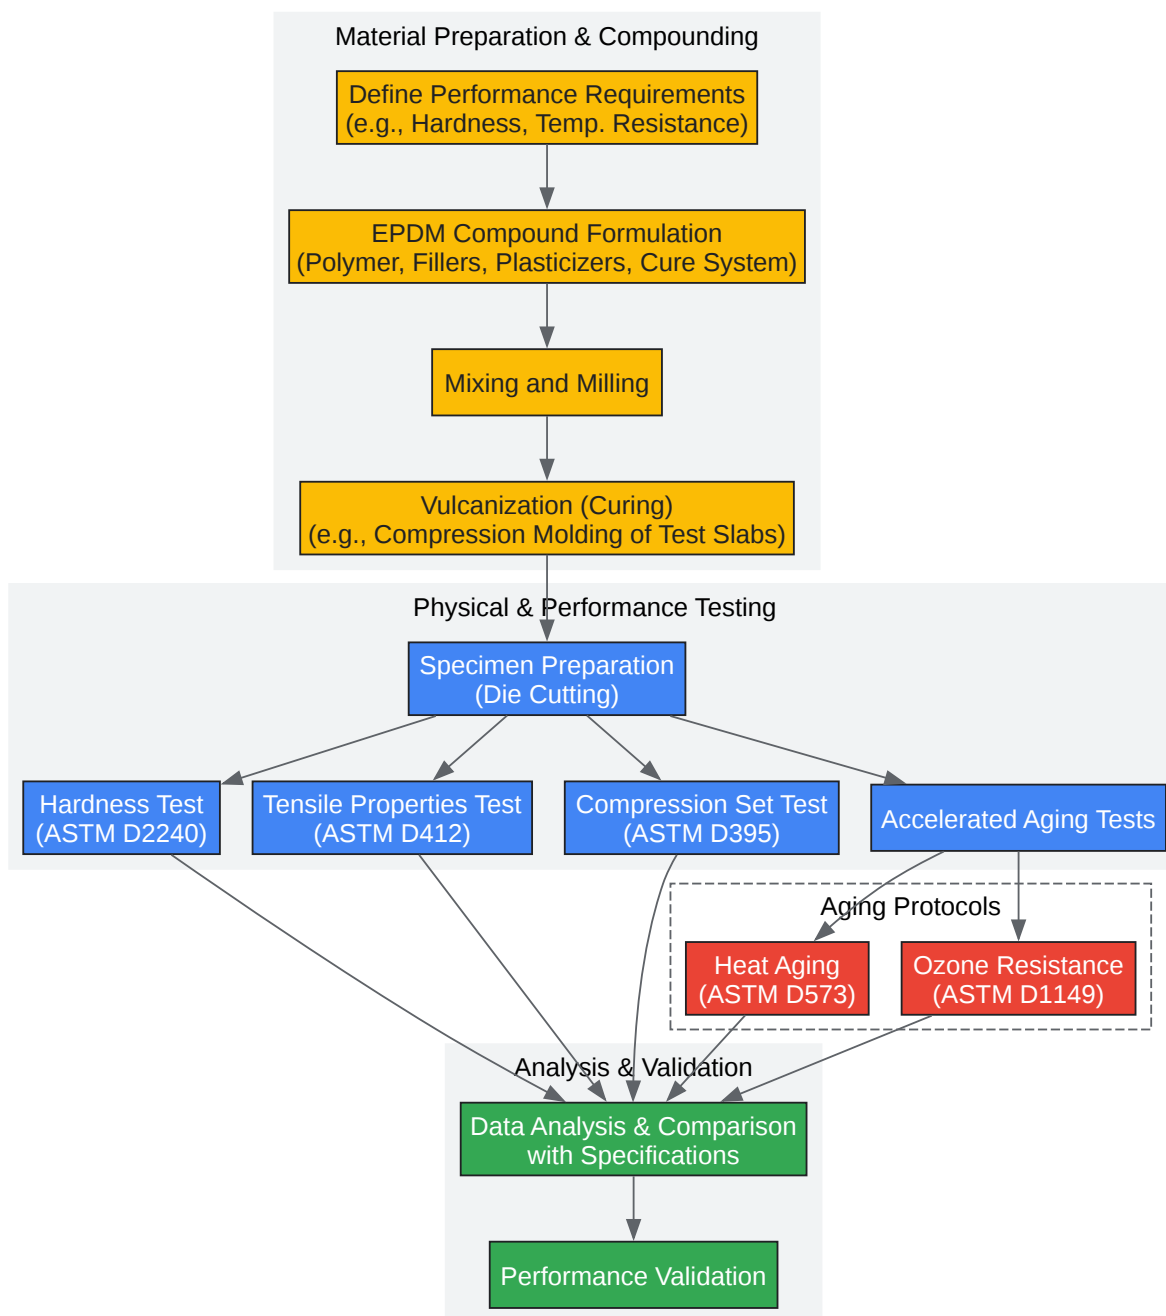 Material Preparation & Compounding
Define Performance Requirements
(e.g., Hardness, Temp. Resistance)
EPDM Compound Formulation
(Polymer, Fillers, Plasticizers, Cure System)
Mixing and Milling
Vulcanization (Curing)
(e.g., Compression Molding of Test Slabs)
Physical & Performance Testing
Specimen Preparation
(Die Cutting)
Hardness Test
(ASTM D2240)
Tensile Properties Test
(ASTM D412)
Compression Set Test
(ASTM D395)
Accelerated Aging Tests
Aging Protocols
Heat Aging
(ASTM D573)
Ozone Resistance
(ASTM D1149)
Analysis & Validation
Data Analysis & Comparison
with Specifications
Performance Validation